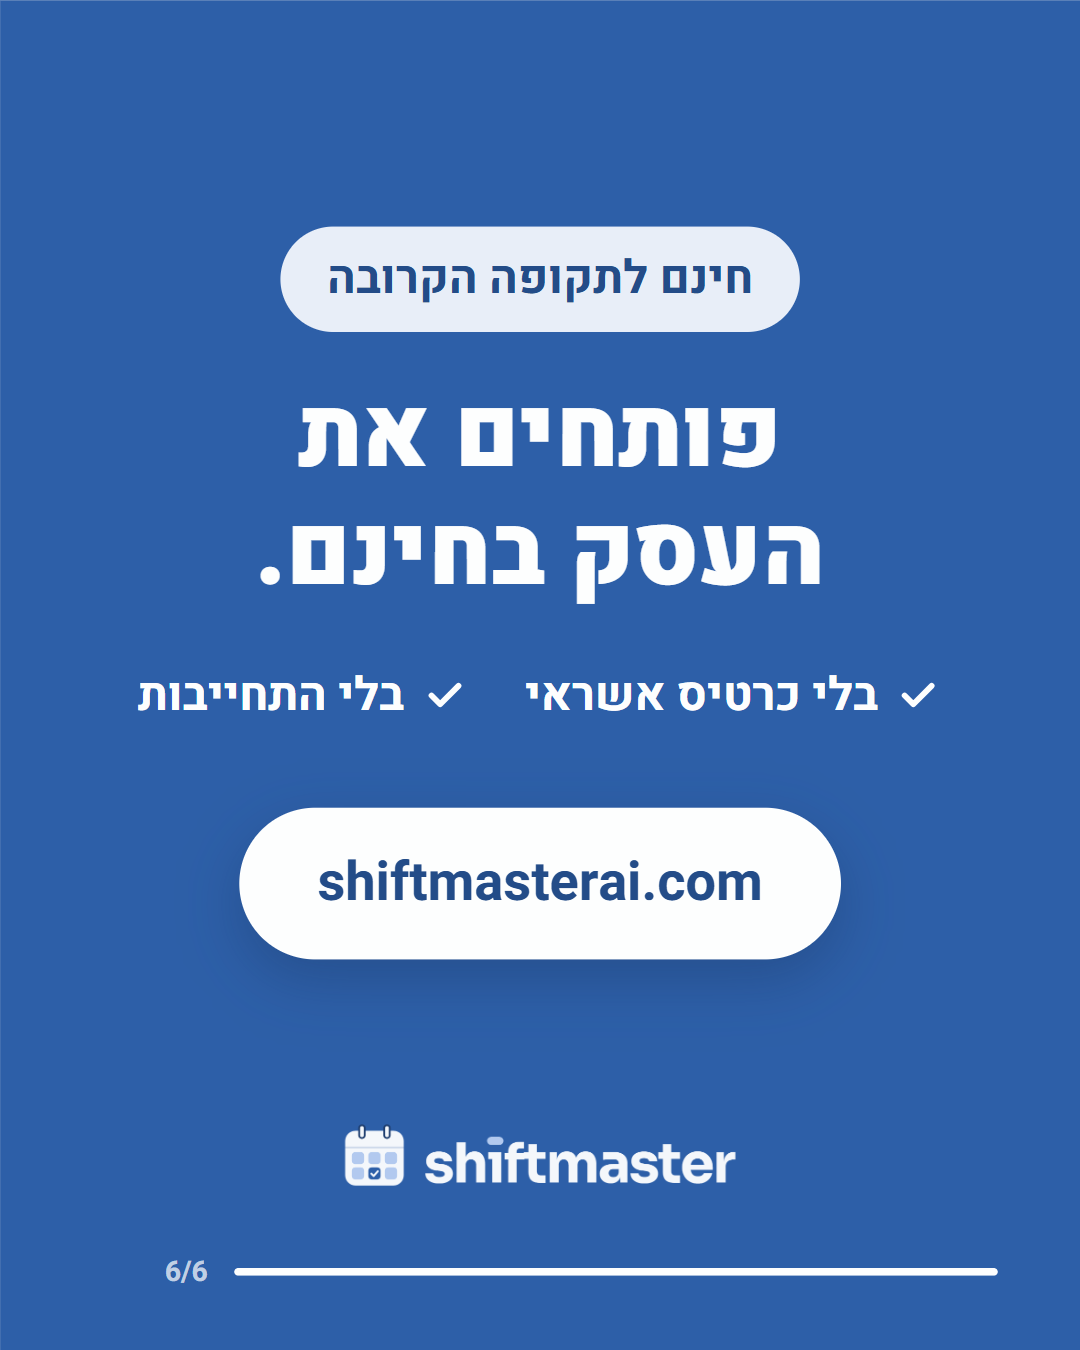 חינם לתקופה הקרובה
פותחים את
העסק בחינם.
✓ בלי כרטיס אשראי ✓ בלי התחייבות
shiftmasterai.com
shiftmaster
6/6